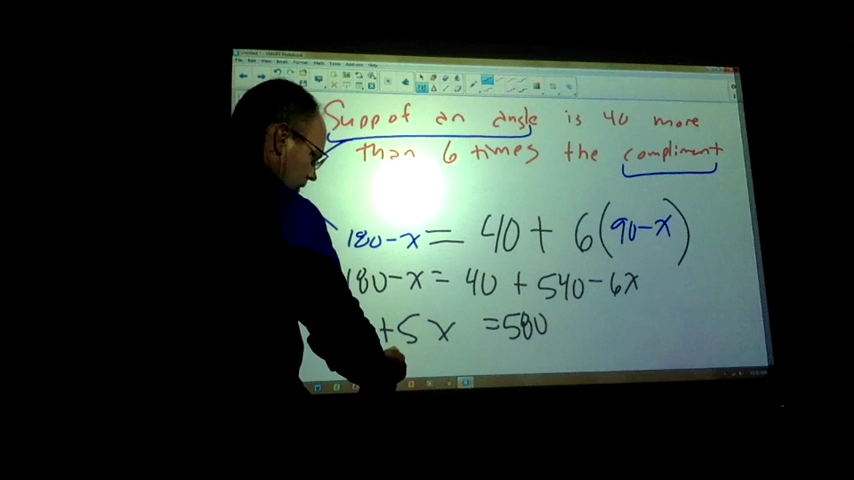 Supp of an angle is 40 more
than 6 times the compliment
180-x = 40 + 6(90-x)
180-x = 40 + 540-6x
+5x =580